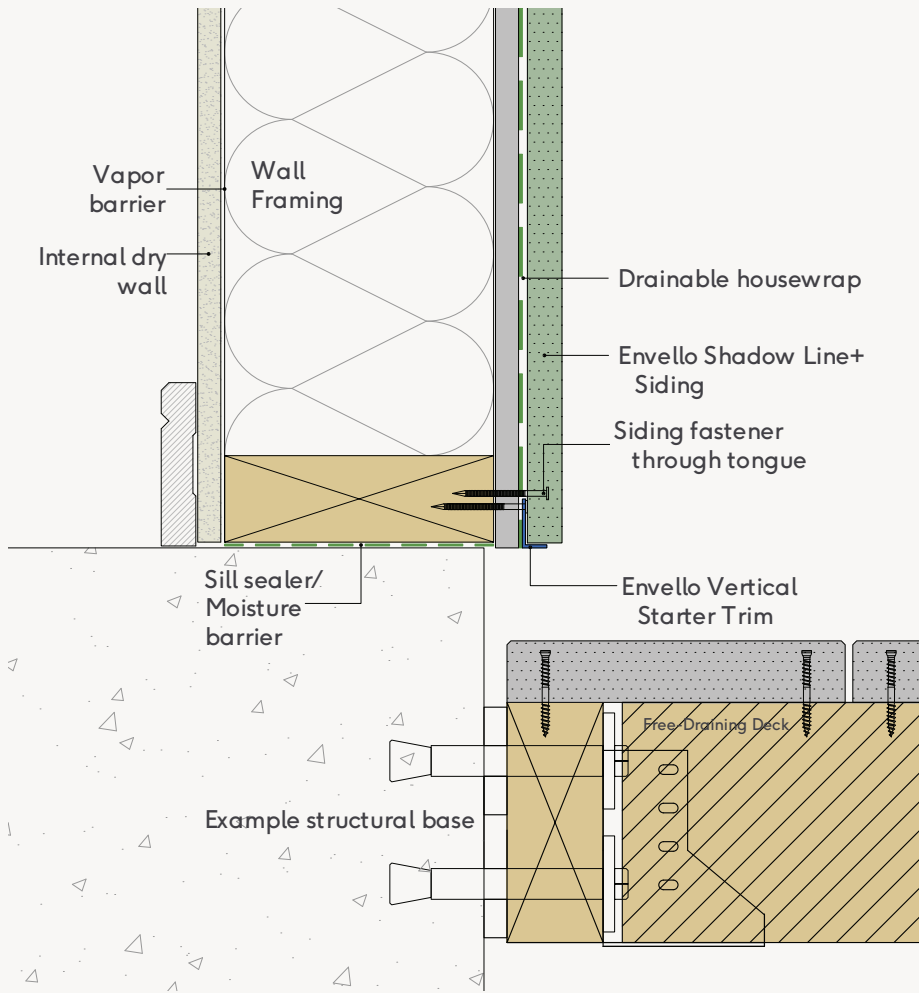 Vapor
barrier
Wall
Framing
Internal dry
wall
Drainable housewrap
Envello Shadow Line+
Siding
Siding fastener
through tongue
Sill sealer/
Moisture
barrier
Envello Vertical
Starter Trim
Free-Draining Deck
Example structural base